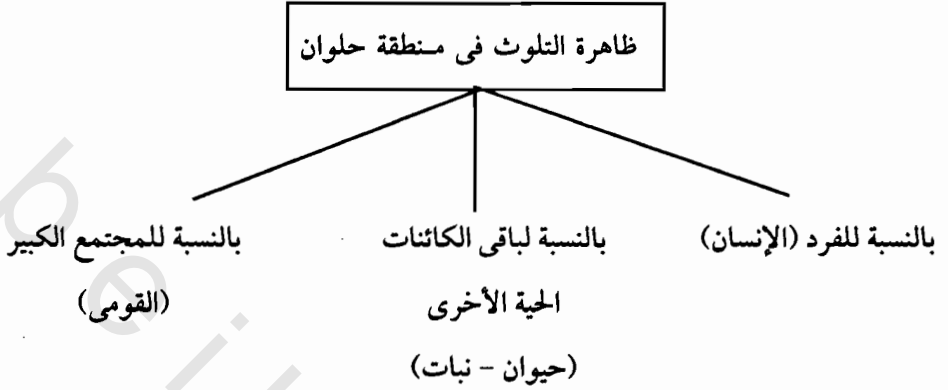 ظاهرة التلوث فى منطقة حلوان
بالنسبة للفرد (الإنسان)
بالنسبة لباقى الكائنات
الحية الأخرى
(حيوان - نبات)
بالنسبة للمجتمع الكبير
(القومى)
b e i